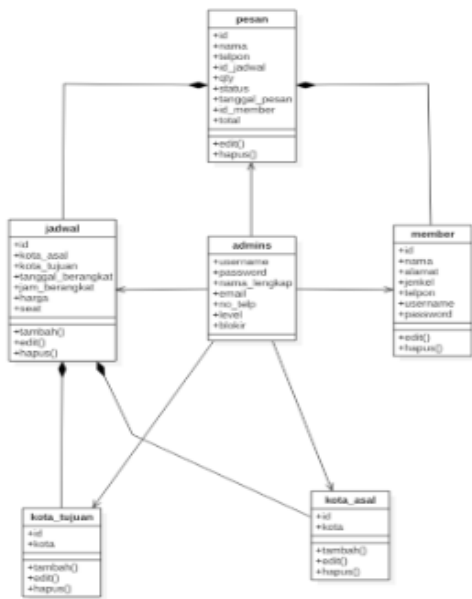 pesan
+id
+nama
+telpon
+id_jadwal
+qty
+status
+tanggal_pesan
+id_member
+total
+edit()
+hapus()
jadwal
+id
+kota_asal
+kota_tujuan
+tanggal_berangkat
+jam_berangkat
+harga
+seat
+tambah()
+edit()
+hapus()
admins
+username
+password
+nama_lengkap
+email
+no_telp
+level
+blokir
member
+id
+nama
+alamat
+jenkel
+telpon
+username
+password
+edit()
+hapus()
kota_tujuan
+id
+kota
+tambah()
+edit()
+hapus()
kota_asal
+id
+kota
+tambah()
+edit()
+hapus()